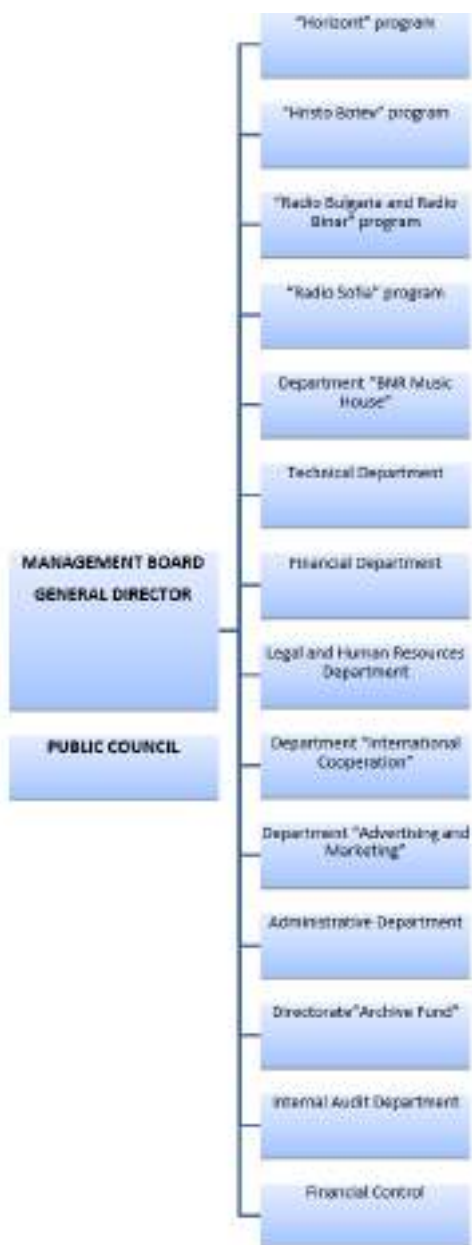 "Horizont" program
"Hristo Botev" program
"Radio Bulgaria and Radio
Binar" program
"Radio Sofia" program
Department "BNR Music
House"
Technical Department
MANAGEMENT BOARD
GENERAL DIRECTOR
PUBLIC COUNCIL
Financial Department
Legal and Human Resources
Department
Department "International
Cooperation"
Department "Advertising and
Marketing"
Administrative Department
Directorate"Archive Fund"
Internal Audit Department
Financial Control